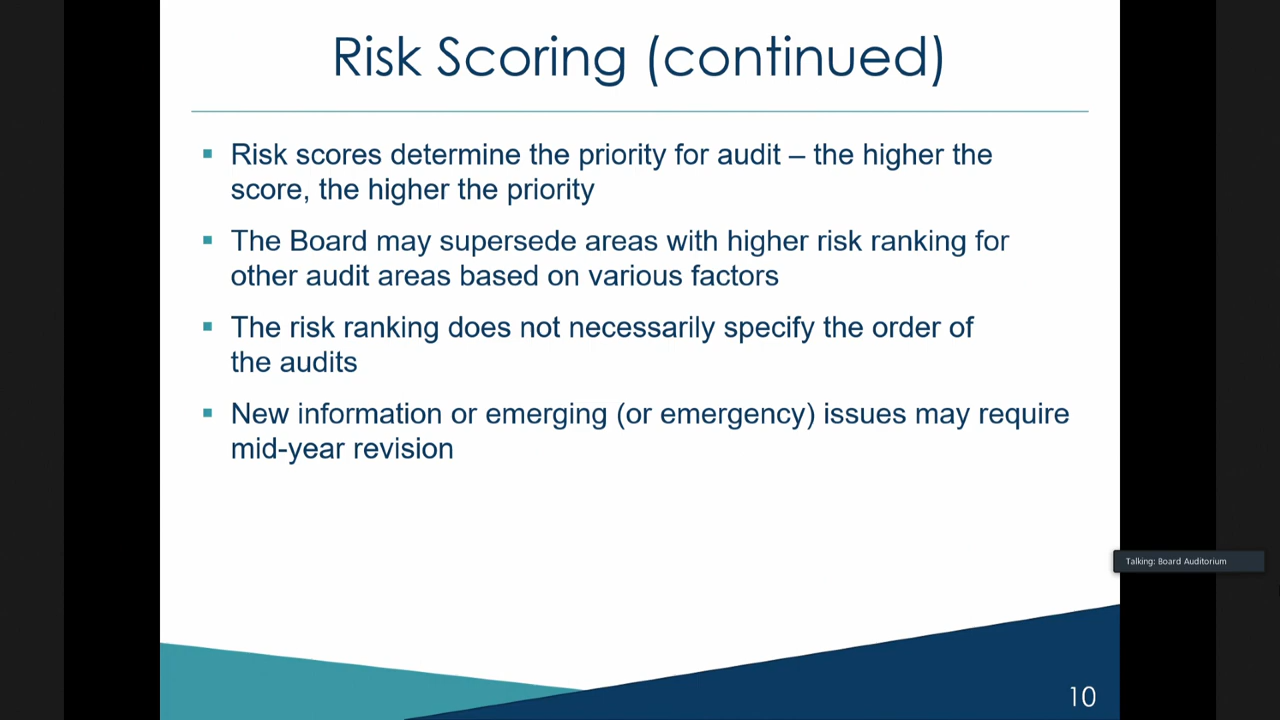 Risk Scoring (continued)
▪ Risk scores determine the priority for audit – the higher the
score, the higher the priority
▪ The Board may supersede areas with higher risk ranking for
other audit areas based on various factors
▪ The risk ranking does not necessarily specify the order of
the audits
▪ New information or emerging (or emergency) issues may require
mid-year revision
Talking: Board Auditorium
10